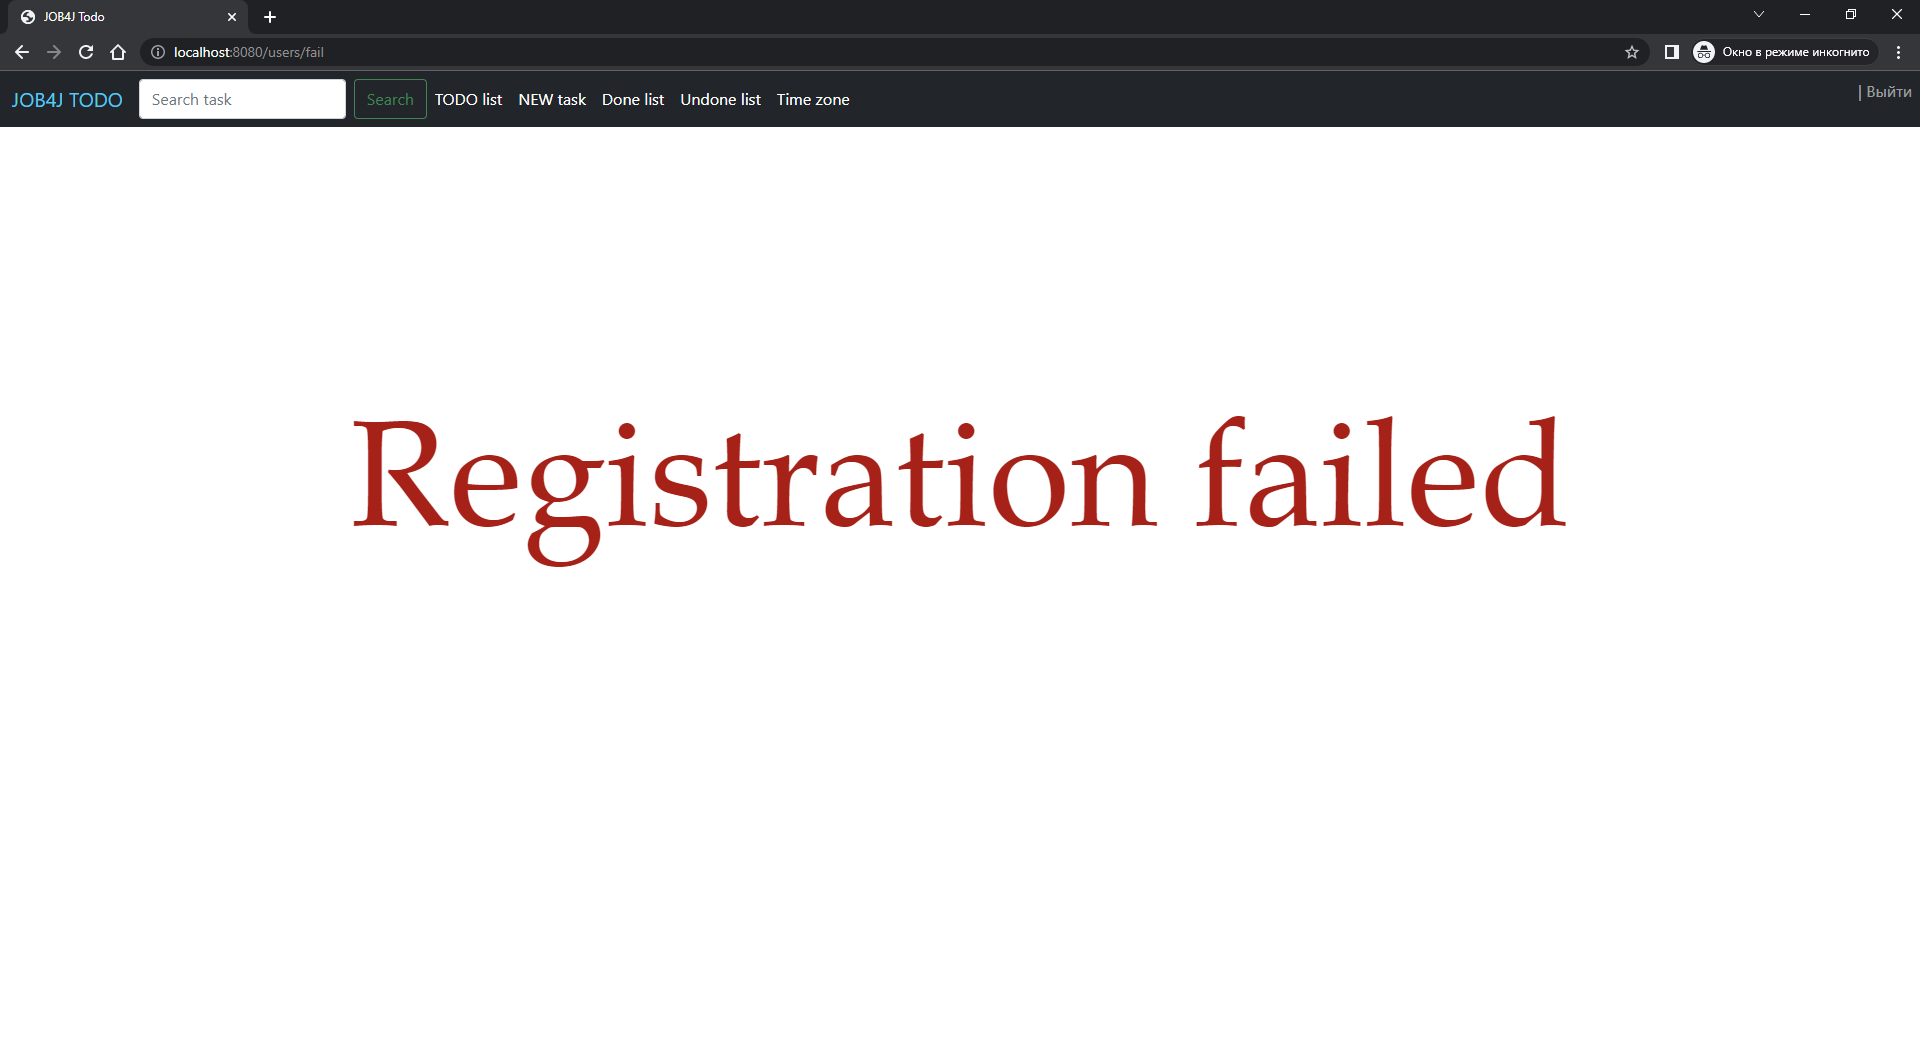 JOB4J Todo
localhost:8080/users/fail
Окно в режиме инкогнито
JOB4J TODO
Search task
Search
TODO list
NEW task
Done list
Undone list
Time zone
| Выйти
Registration failed